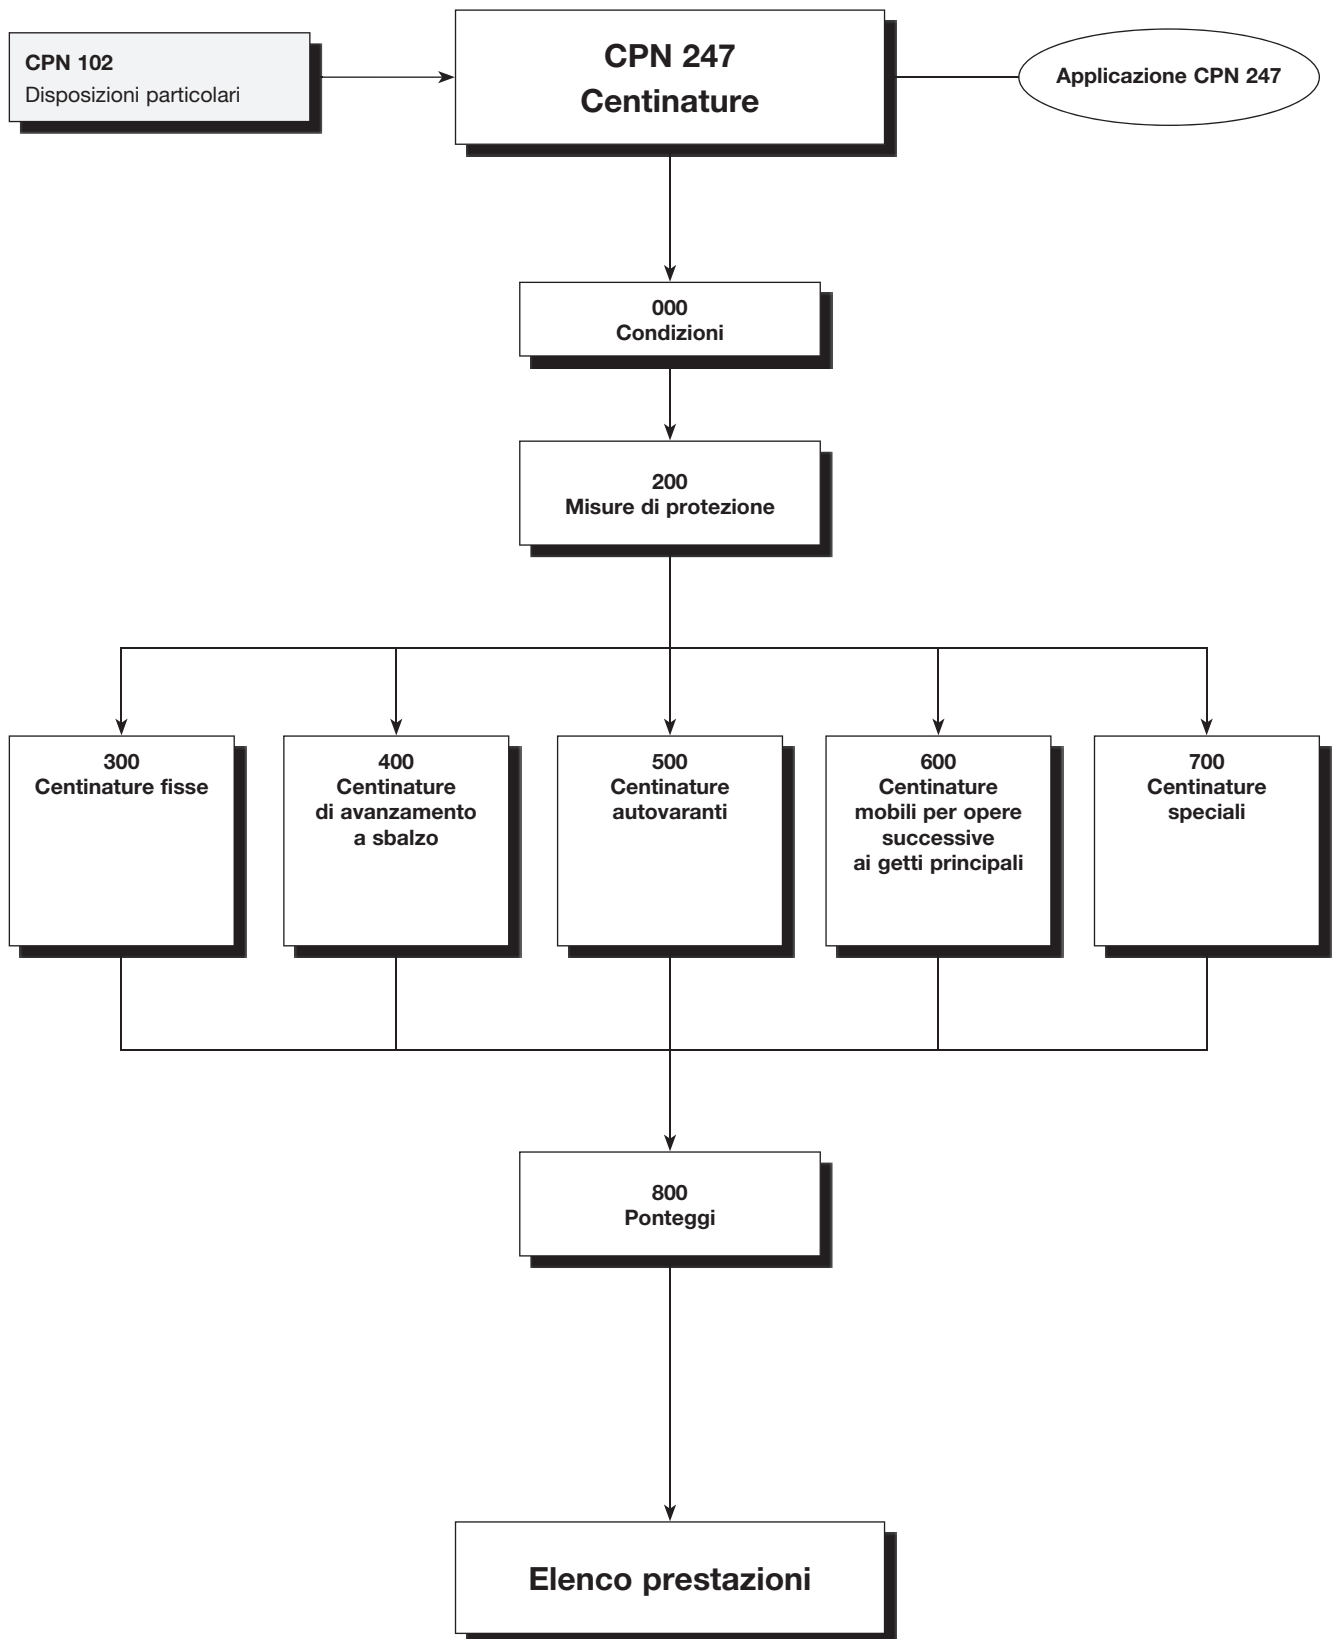 CPN 102
Disposizioni particolari
CPN 247
Centinature
Applicazione CPN 247
000
Condizioni
200
Misure di protezione
300
Centinature fisse
400
Centinature
di avanzamento
a sbalzo
500
Centinature
autovaranti
600
Centinature
mobili per opere
successive
ai getti principali
700
Centinature
speciali
800
Ponteggi
Elenco prestazioni